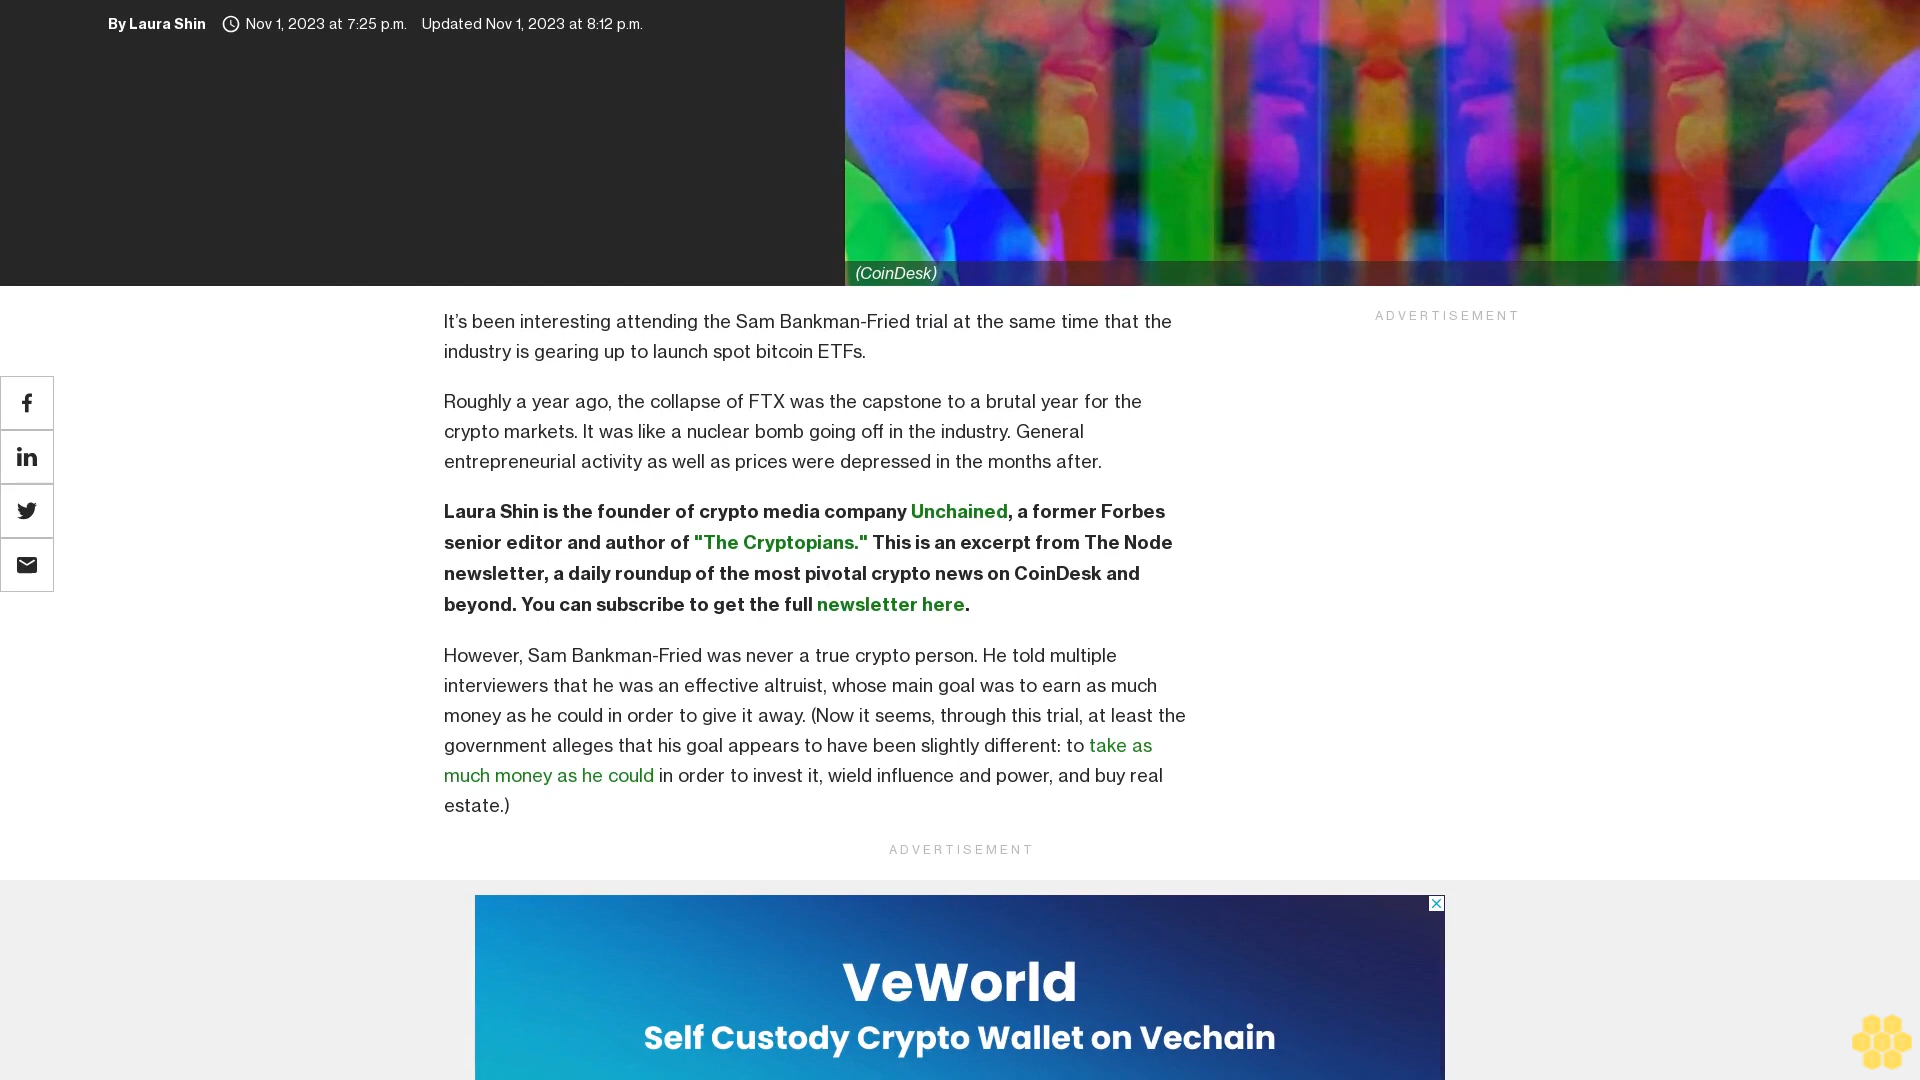 By Laura Shin Nov 1, 2023 at 7:25 p.m. Updated Nov 1, 2023 at 8:12 p.m.
(CoinDesk)
It’s been interesting attending the Sam Bankman-Fried trial at the same time that the
industry is gearing up to launch spot bitcoin ETFs.
ADVERTISEMENT
Roughly a year ago, the collapse of FTX was the capstone to a brutal year for the
crypto markets. It was like a nuclear bomb going off in the industry. General
entrepreneurial activity as well as prices were depressed in the months after.
Laura Shin is the founder of crypto media company Unchained, a former Forbes
senior editor and author of "The Cryptopians." This is an excerpt from The Node
newsletter, a daily roundup of the most pivotal crypto news on CoinDesk and
beyond. You can subscribe to get the full newsletter here.
However, Sam Bankman-Fried was never a true crypto person. He told multiple
interviewers that he was an effective altruist, whose main goal was to earn as much
money as he could in order to give it away. (Now it seems, through this trial, at least the
government alleges that his goal appears to have been slightly different: to take as
much money as he could in order to invest it, wield influence and power, and buy real
estate.)
ADVERTISEMENT
VeWorld
Self Custody Crypto Wallet on Vechain